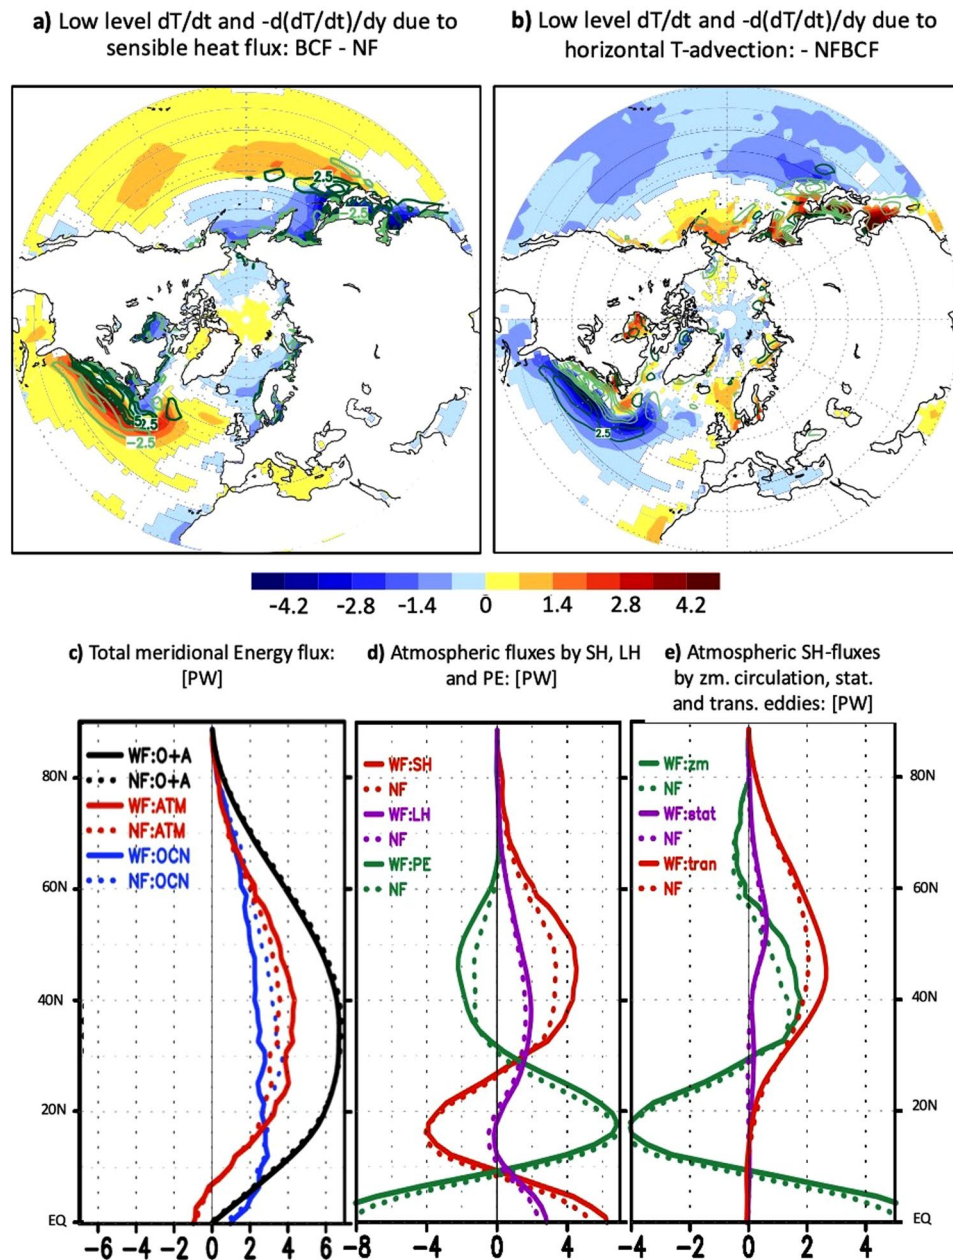 a) Low level dT/dt and -d(dT/dt)/dy due to
sensible heat flux: BCF - NF
b) Low level dT/dt and -d(dT/dt)/dy due to
horizontal T-advection: - NFBCF
2.5
-2.5
2.5
-2.5
2.5
-4.2 -2.8 -1.4 0 1.4 2.8 4.2
c) Total meridional Energy flux:
[PW]
d) Atmospheric fluxes by SH, LH
and PE: [PW]
e) Atmospheric SH-fluxes
by zm. circulation, stat.
and trans. eddies: [PW]
WF:O+A
NF:O+A
WF:ATM
NF:ATM
WF:OCN
NF:OCN
80N
60N
40N
20N
EQ
-6 -4 -2 0 2 4 6
WF:SH
NF
WF:LH
NF
WF:PE
NF
-8 -4 0 4
WF:zm
NF
WF:stat
NF
WF:tran
NF
80N
60N
40N
20N
EQ
-4 -2 0 2 4